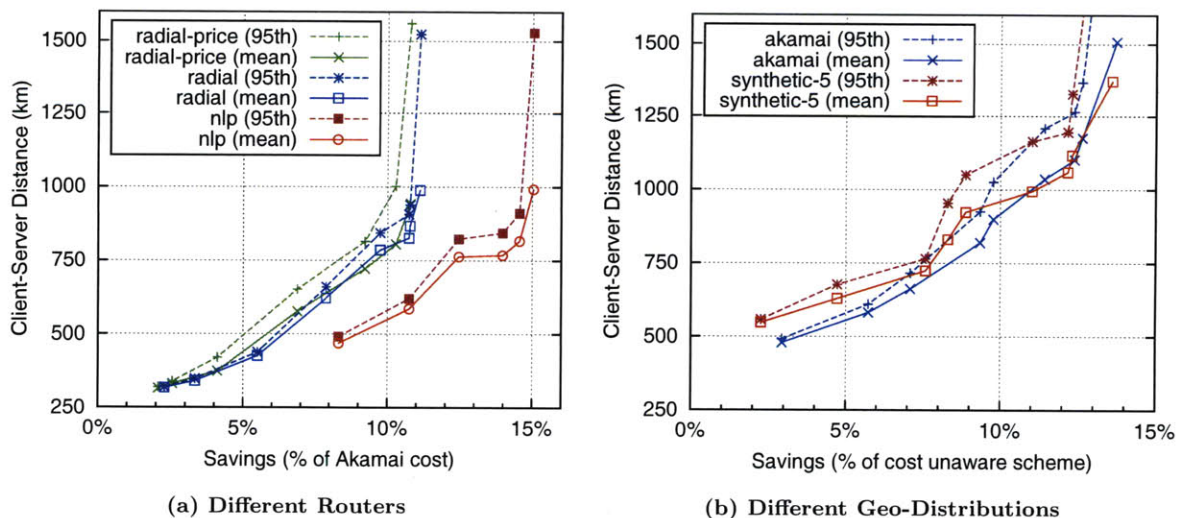 1500
1250
1000
750
500
250
Client-Server Distance (km)
radial-price (95th)
radial-price (mean)
radial (95th)
radial (mean)
nlp (95th)
nlp (mean)
0% 5% 10% 15%
Savings (% of Akamai cost)
(a) Different Routers
1500
1250
1000
750
500
250
Client-Server Distance (km)
akamai (95th)
akamai (mean)
synthetic-5 (95th)
synthetic-5 (mean)
0% 5% 10% 15%
Savings (% of cost unaware scheme)
(b) Different Geo-Distributions